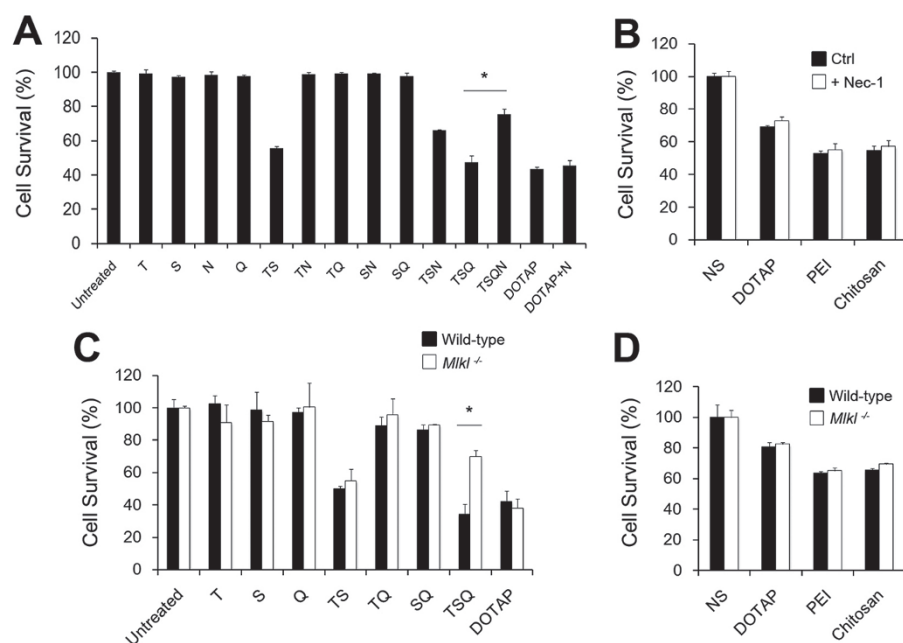 A
Cell Survival (%)
120
100
80
60
40
20
0
Untreated
T
S
N
Q
TS
TN
TQ
SN
SQ
TSN
TSQ
TSQN
DOTAP
DOTAP+N
*
B
Cell Survival (%)
120
100
80
60
40
20
0
Ctrl
+ Nec-1
NS
DOTAP
PEI
Chitosan
C
Wild-type
Mlkl -/-
Cell Survival (%)
120
100
80
60
40
20
0
Untreated
T
S
Q
TS
TQ
SQ
TSQ
DOTAP
*
D
Wild-type
Mlkl -/-
Cell Survival (%)
120
100
80
60
40
20
0
NS
DOTAP
PEI
Chitosan